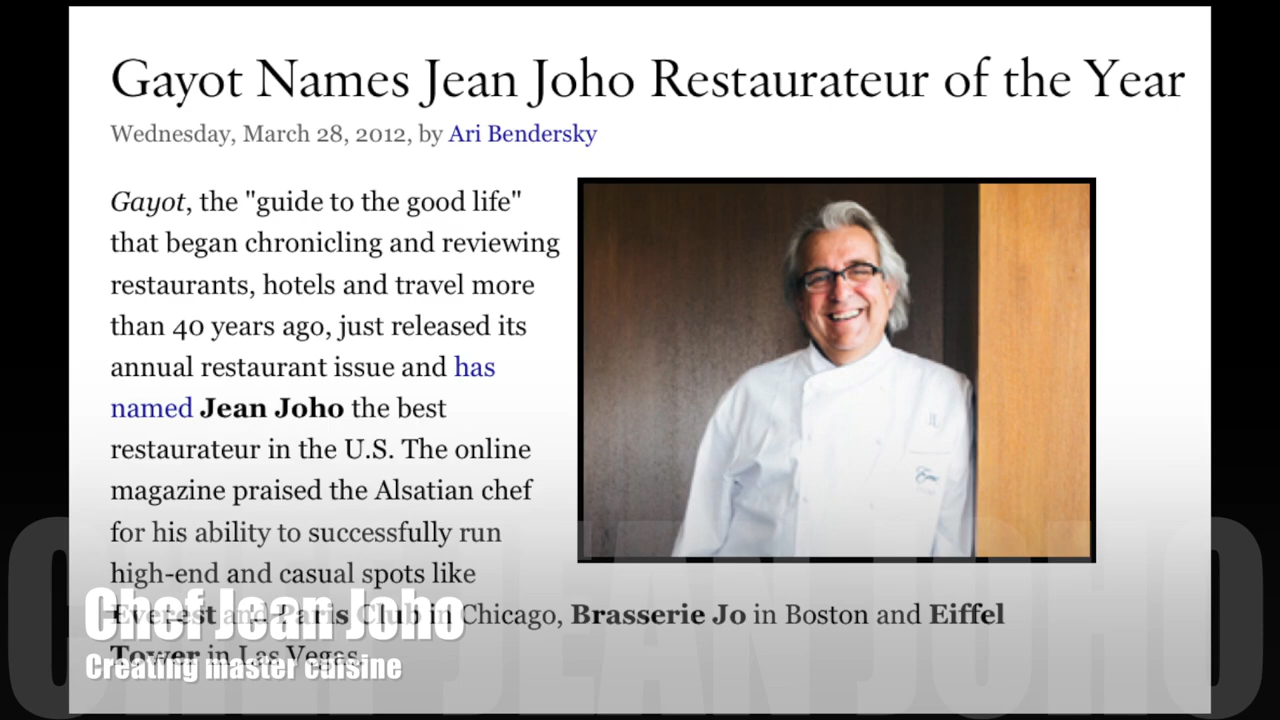 Gayot Names Jean Joho Restaurateur of the Year
Wednesday, March 28, 2012, by Ari Bendersky
Gayot, the "guide to the good life"
that began chronicling and reviewing
restaurants, hotels and travel more
than 40 years ago, just released its
annual restaurant issue and has
named Jean Joho the best
restaurateur in the U.S. The online
magazine praised the Alsatian chef
for his ability to successfully run
high-end and casual spots like
Everest and Paris Club in Chicago, Brasserie Jo in Boston and Eiffel
Tower in Las Vegas.
CHEF JEAN JOHO
Chef Jean Joho
Creating master cuisine